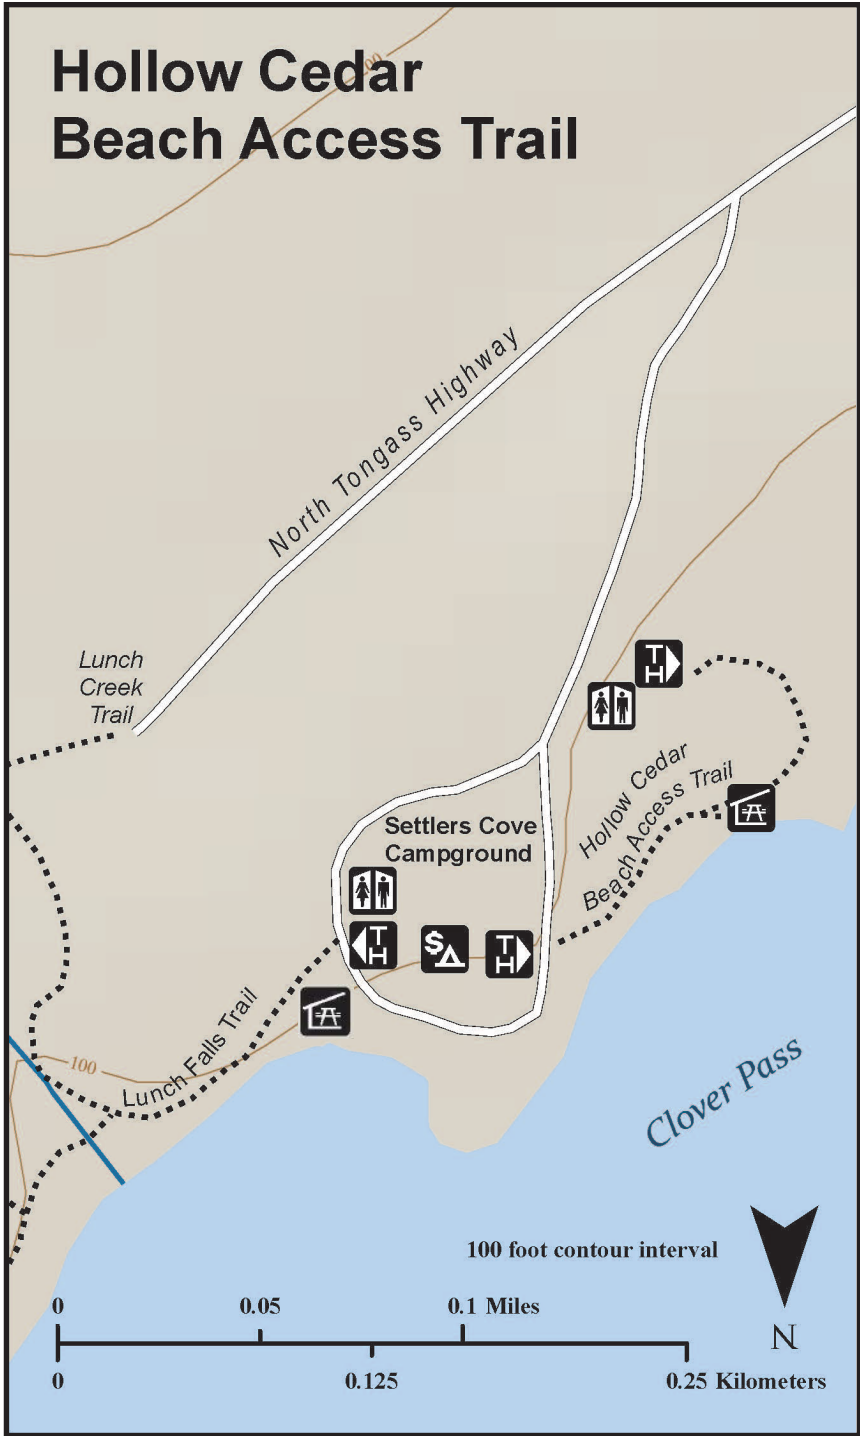 Hollow Cedar
Beach Access Trail
North Tongass Highway
Lunch
Creek
Trail
T
H
Hollow Cedar
Beach Access Trail
Settlers Cove
Campground
T
H
$
T
H
Lunch Falls Trail
100
Clover Pass
100 foot contour interval
0 0.05 0.1 Miles
N
0 0.125 0.25 Kilometers